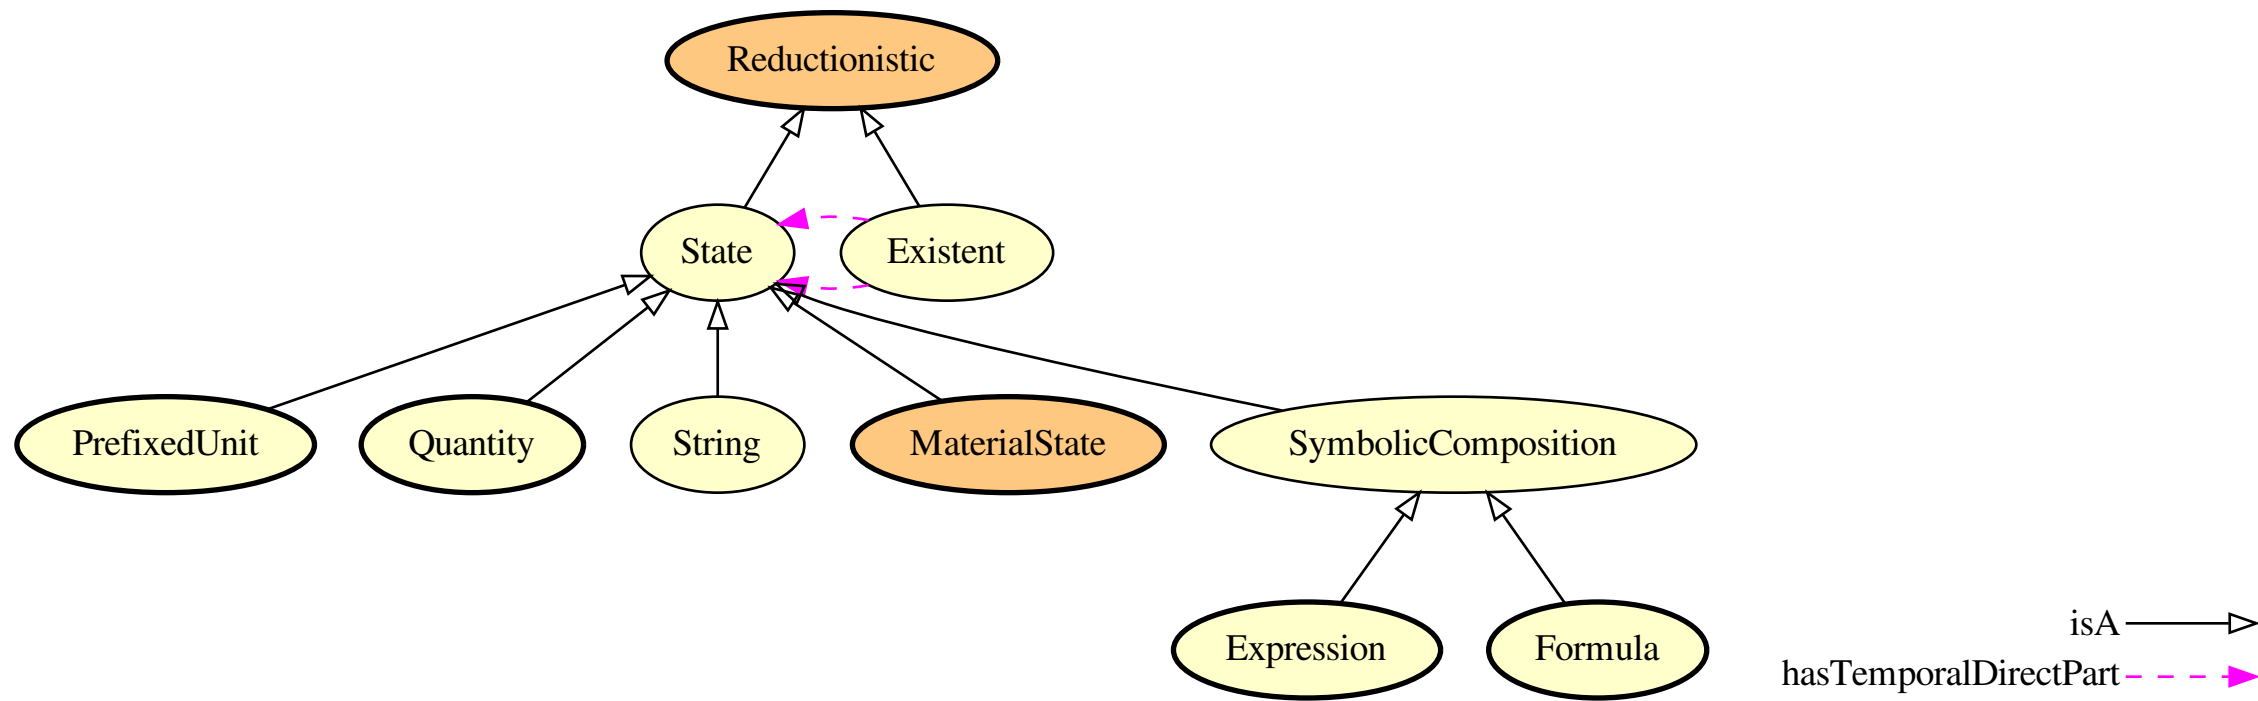 Reductionistic
State
Existent
PrefixedUnit
Quantity
String
MaterialState
SymbolicComposition
Expression
Formula
isA
hasTemporalDirectPart